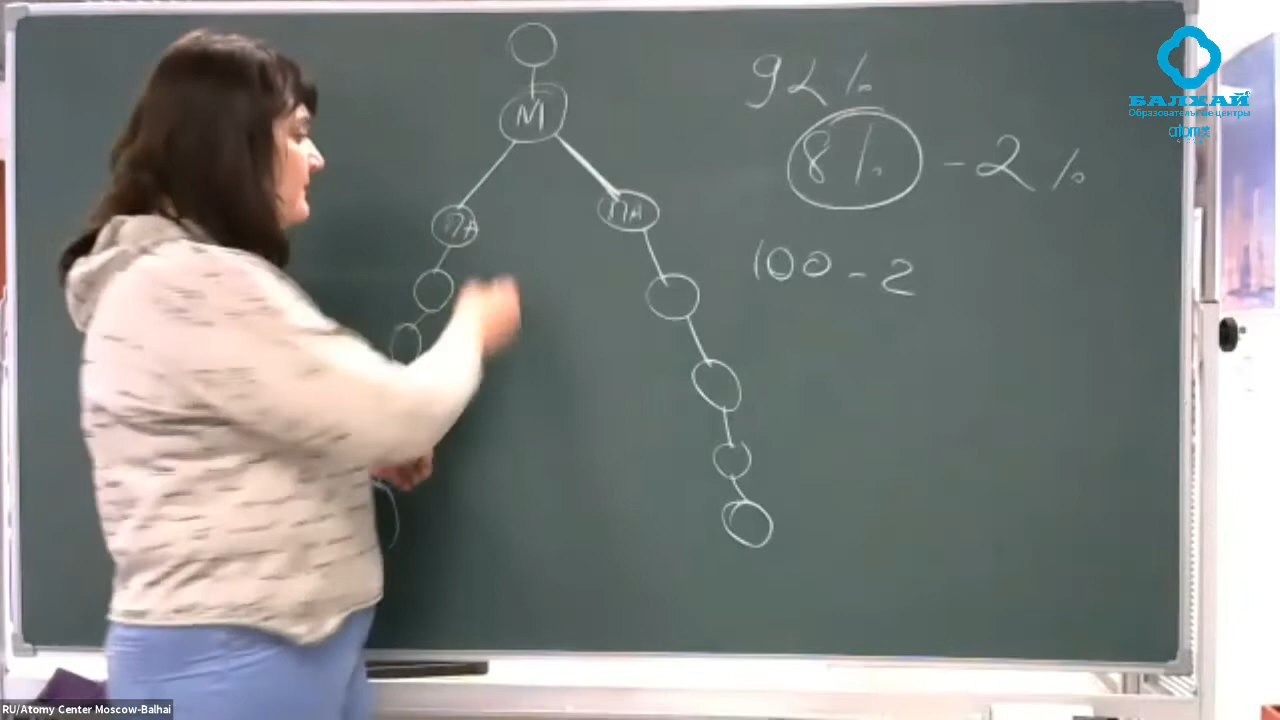 М
ПА
ПА
92 %
8 % - 2 %
100 - 2
БАЛХАЙ
Образовательные центры
atomy
RU/Atomy Center Moscow-Balhai